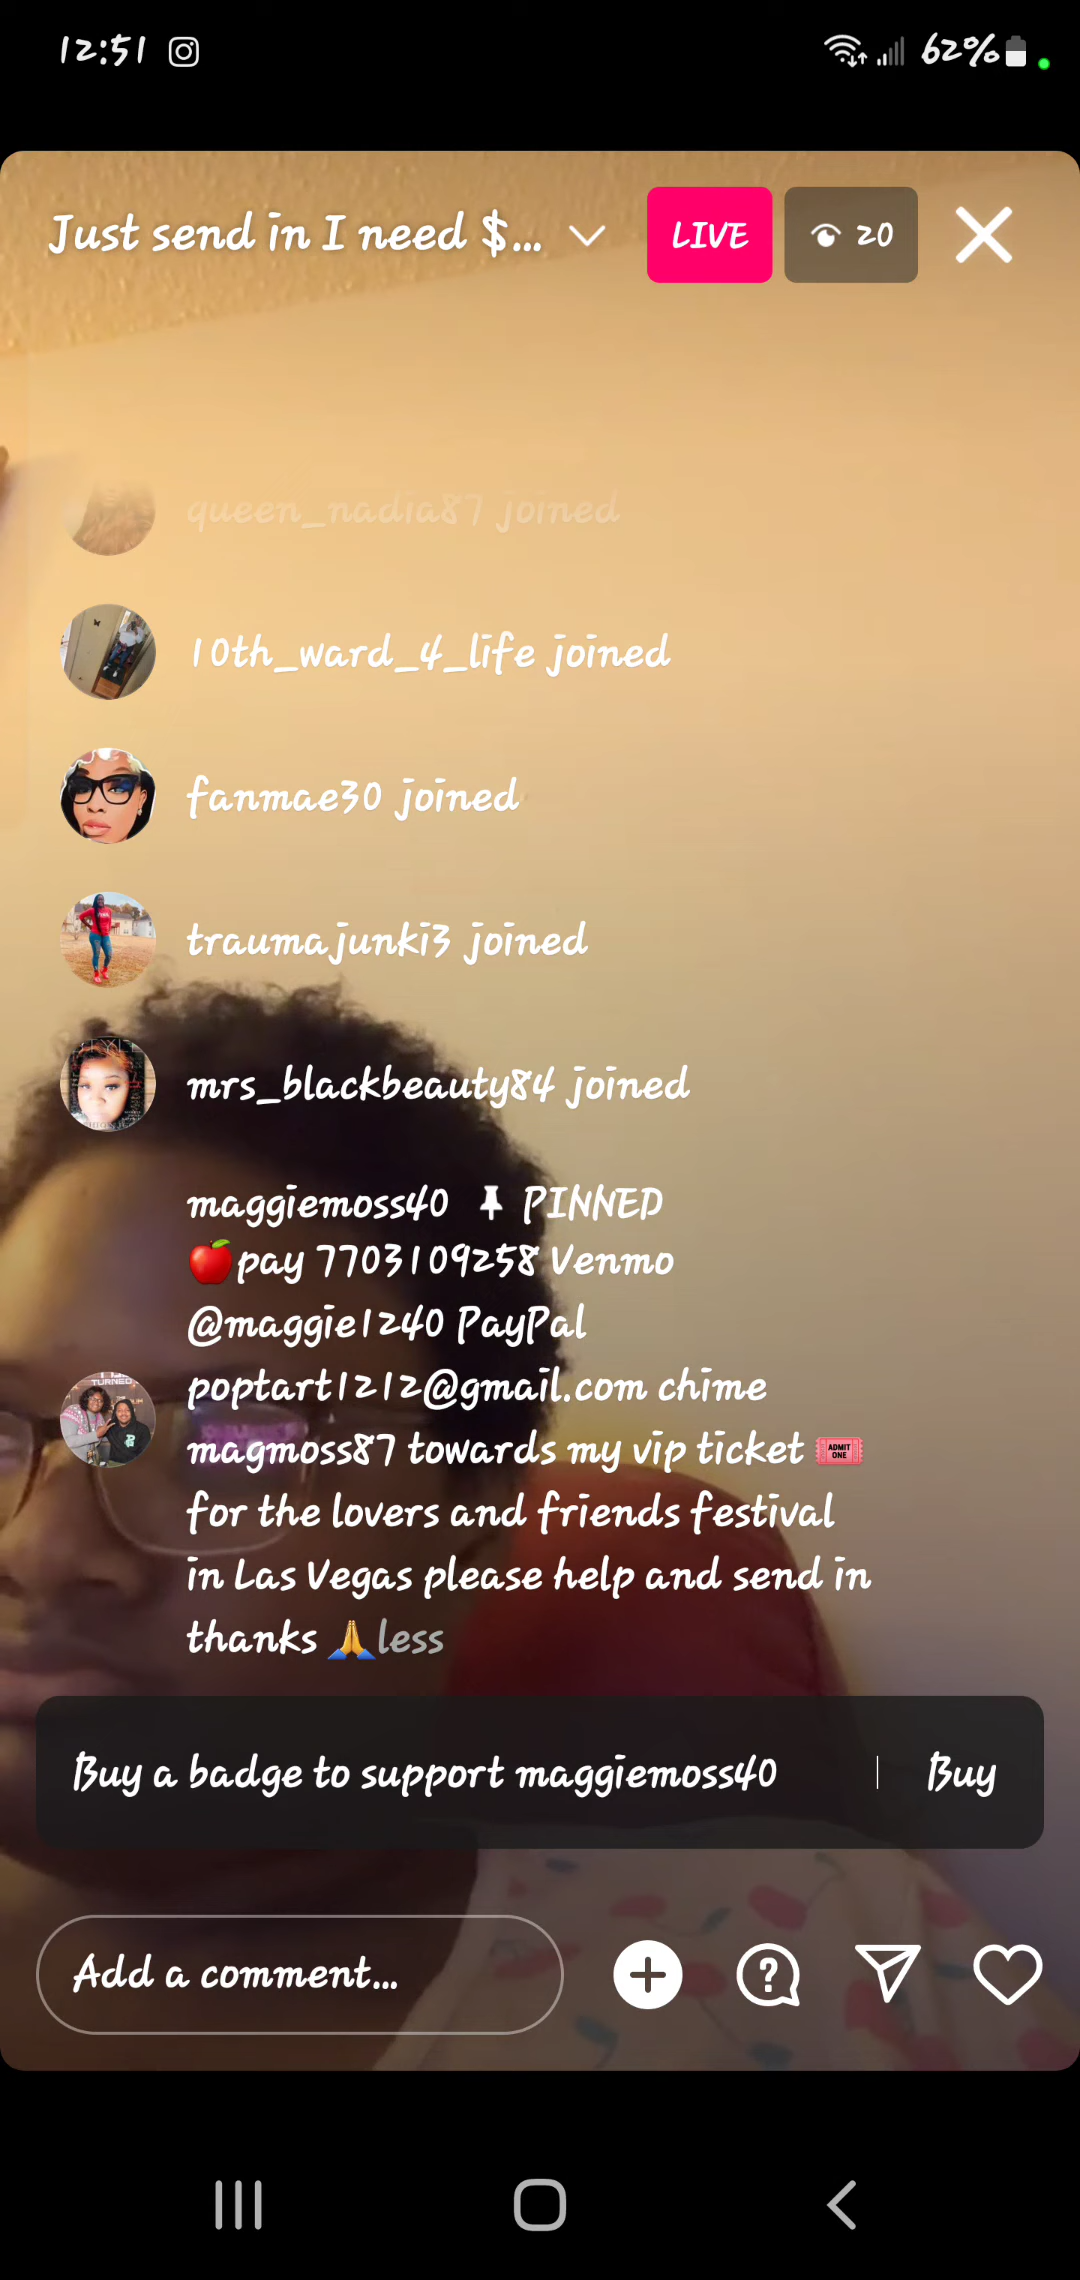 12:51 62%
Just send in I need $... LIVE 20
queen_nadia87 joined
10th_ward_4_life joined
fanmae30 joined
traumajunki3 joined
mrs_blackbeauty84 joined
maggiemoss40 PINNED
🍎pay 7703109258 Venmo
@maggie1240 PayPal
poptart1212@gmail.com chime
magmoss87 towards my vip ticket 🎟️
for the lovers and friends festival
in Las Vegas please help and send in
thanks 🙏less
Buy a badge to support maggiemoss40 | Buy
Add a comment...